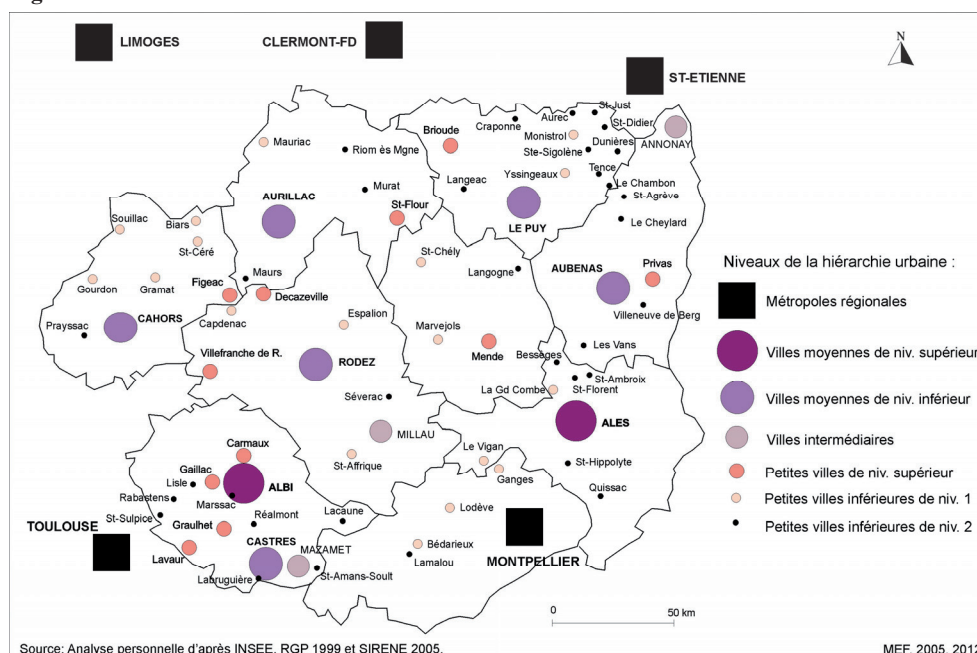 LIMOGES
CLERMONT-FD
N
ST-ETIENNE
St-Just
Aurec
Craponne
St-Didier
Monistrol
Brioude
Dunières
Mauriac
ANNONAY
Riom ès Mgne
Ste-Sigolène
Yssingeaux
Tence
Murat
Langeac
Le Chambon
St-Agrève
AURILLAC
St-Flour
LE PUY
Souillac
Biars
Le Cheylard
St-Céré
St-Chély
Langogne
AUBENAS
Privas
Niveaux de la hiérarchie urbaine :
Maurs
Gourdon
Gramat
Figeac
Decazeville
Métropoles régionales
Villeneuve de Berg
Capdenac
Espalion
CAHORS
Prayssac
Marvejols
Les Vans
Villefranche de R.
RODEZ
Mende
Bessèges
Villes moyennes de niv. supérieur
St-Ambroix
La Gd Combe
St-Florent
Séverac
Villes moyennes de niv. inférieur
ALES
MILLAU
Villes intermédiaires
Carmaux
Le Vigan
St-Affrique
St-Hippolyte
Gaillac
Ganges
Petites villes de niv. supérieur
Lisle
ALBI
Quissac
Rabastens
Marssac
Petites villes inférieures de niv. 1
Lodève
St-Sulpice
Réalmont
Lacaune
TOULOUSE
Graulhet
Petites villes inférieures de niv. 2
CASTRES
MAZAMET
Bédarieux
Lavaur
Lamalou
MONTPELLIER
Labruguière
St-Amans-Soult
0
50 km
Source: Analyse personnelle d'après INSEE, RGP 1999 et SIRENE 2005.
MEF, 2005, 2012